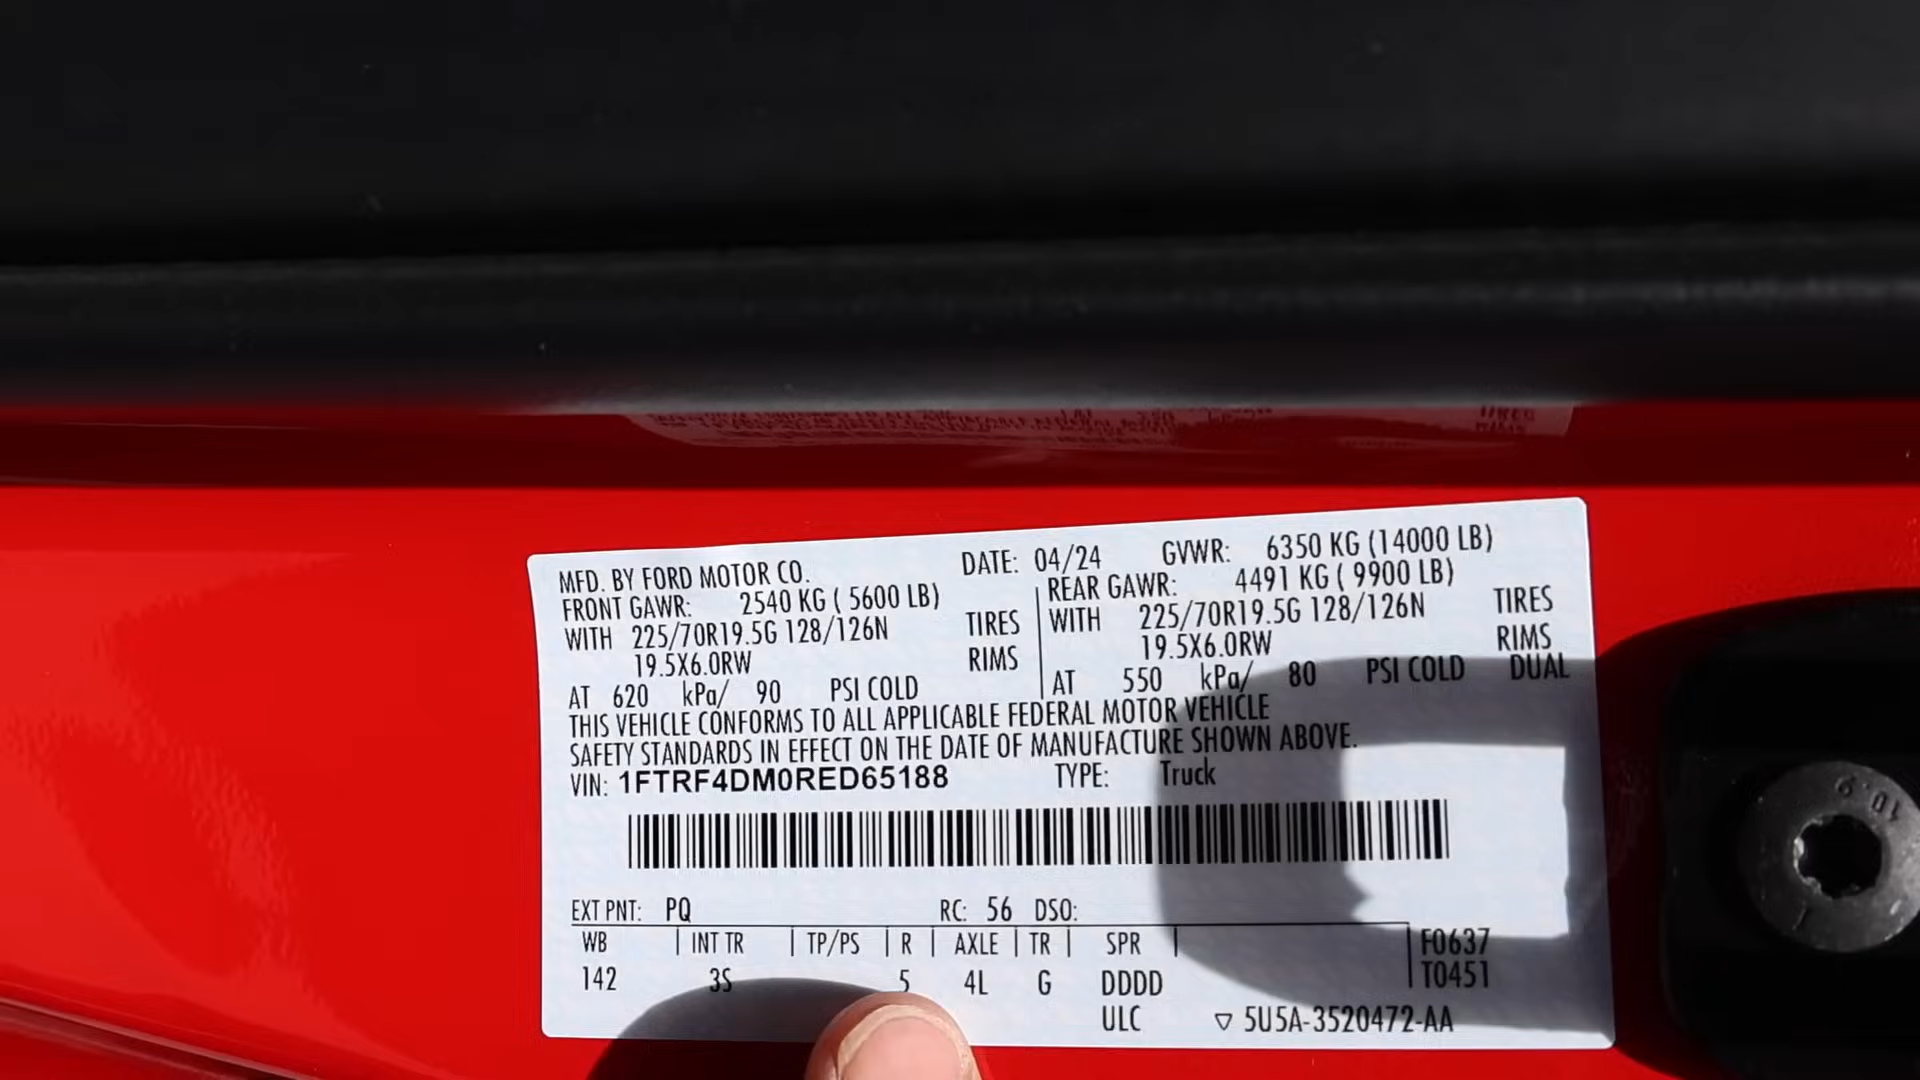 MFD. BY FORD MOTOR CO. DATE: 04/24 GVWR: 6350 KG (14000 LB)
FRONT GAWR: 2540 KG ( 5600 LB) REAR GAWR: 4491 KG ( 9900 LB)
WITH 225/70R19.5G 128/126N TIRES WITH 225/70R19.5G 128/126N TIRES
19.5X6.0RW RIMS 19.5X6.0RW RIMS
AT 620 kPa/ 90 PSI COLD AT 550 kPa/ 80 PSI COLD DUAL
THIS VEHICLE CONFORMS TO ALL APPLICABLE FEDERAL MOTOR VEHICLE
SAFETY STANDARDS IN EFFECT ON THE DATE OF MANUFACTURE SHOWN ABOVE.
VIN: 1FTRF4DM0RED65188 TYPE: Truck
EXT PNT: PQ RC: 56 DSO:
WB INT TR TP/PS R AXLE TR SPR F0637
142 3S 5 4L G DDDD T0451
ULC ▽ 5U5A-3520472-AA
10.9